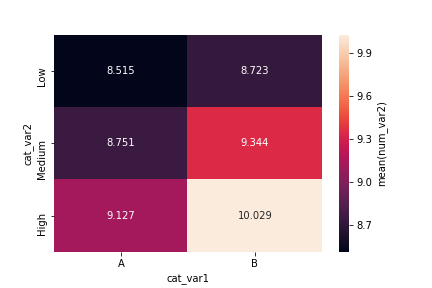 8.515 8.723
8.751 9.344
9.127 10.029
Low
Medium
High
cat_var2
A B
cat_var1
9.9
9.6
9.3
9.0
8.7
mean(num_var2)